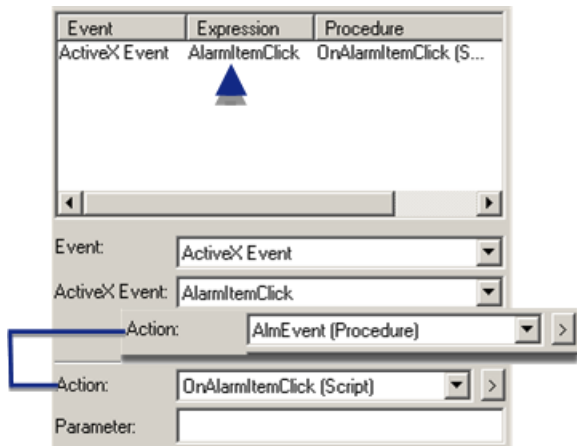 Event Expression Procedure
ActiveX Event AlarmItemClick OnAlarmItemClick (S...
Event: ActiveX Event
ActiveX Event: AlarmItemClick
Action: AlmEvent (Procedure) >
Action: OnAlarmItemClick (Script) >
Parameter: